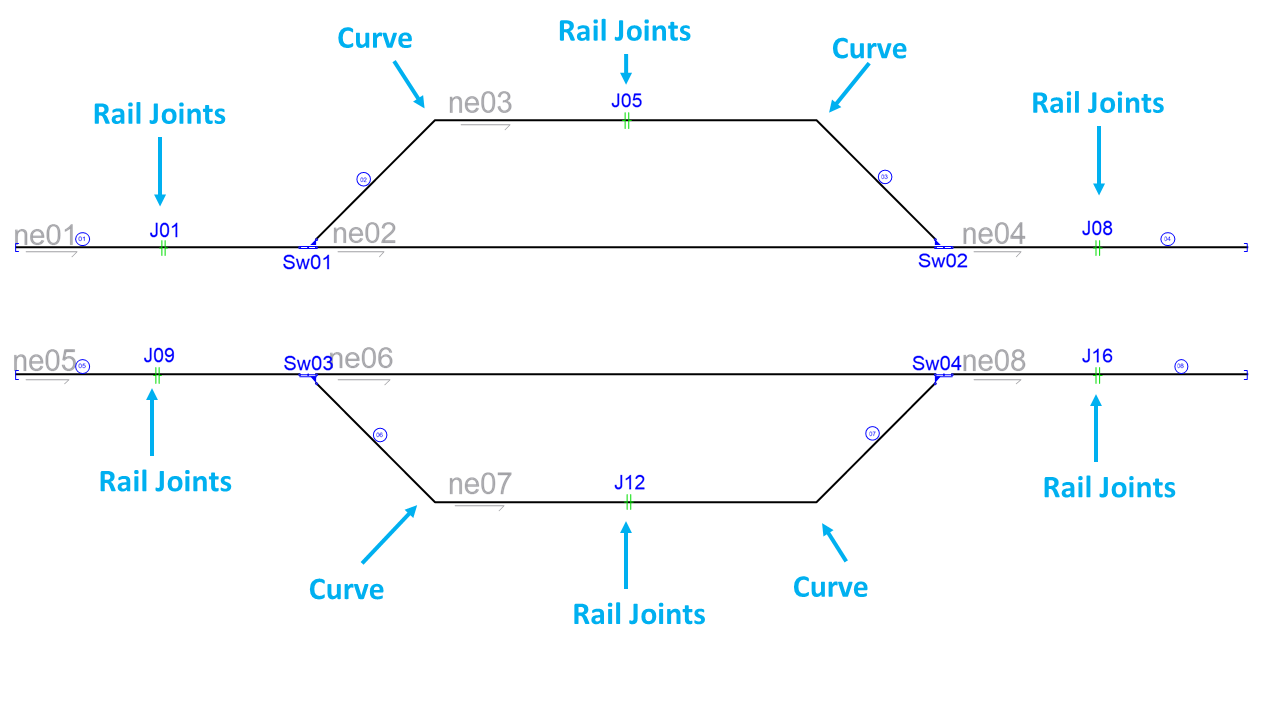 Rail Joints
Curve
Curve
Rail Joints
Rail Joints
ne03
J05
02
03
ne01
01
J01
ne02
ne04
J08
04
Sw01
Sw02
ne05
05
J09
Sw03
ne06
Sw04
ne08
J16
08
06
07
Rail Joints
ne07
J12
Rail Joints
Curve
Curve
Rail Joints